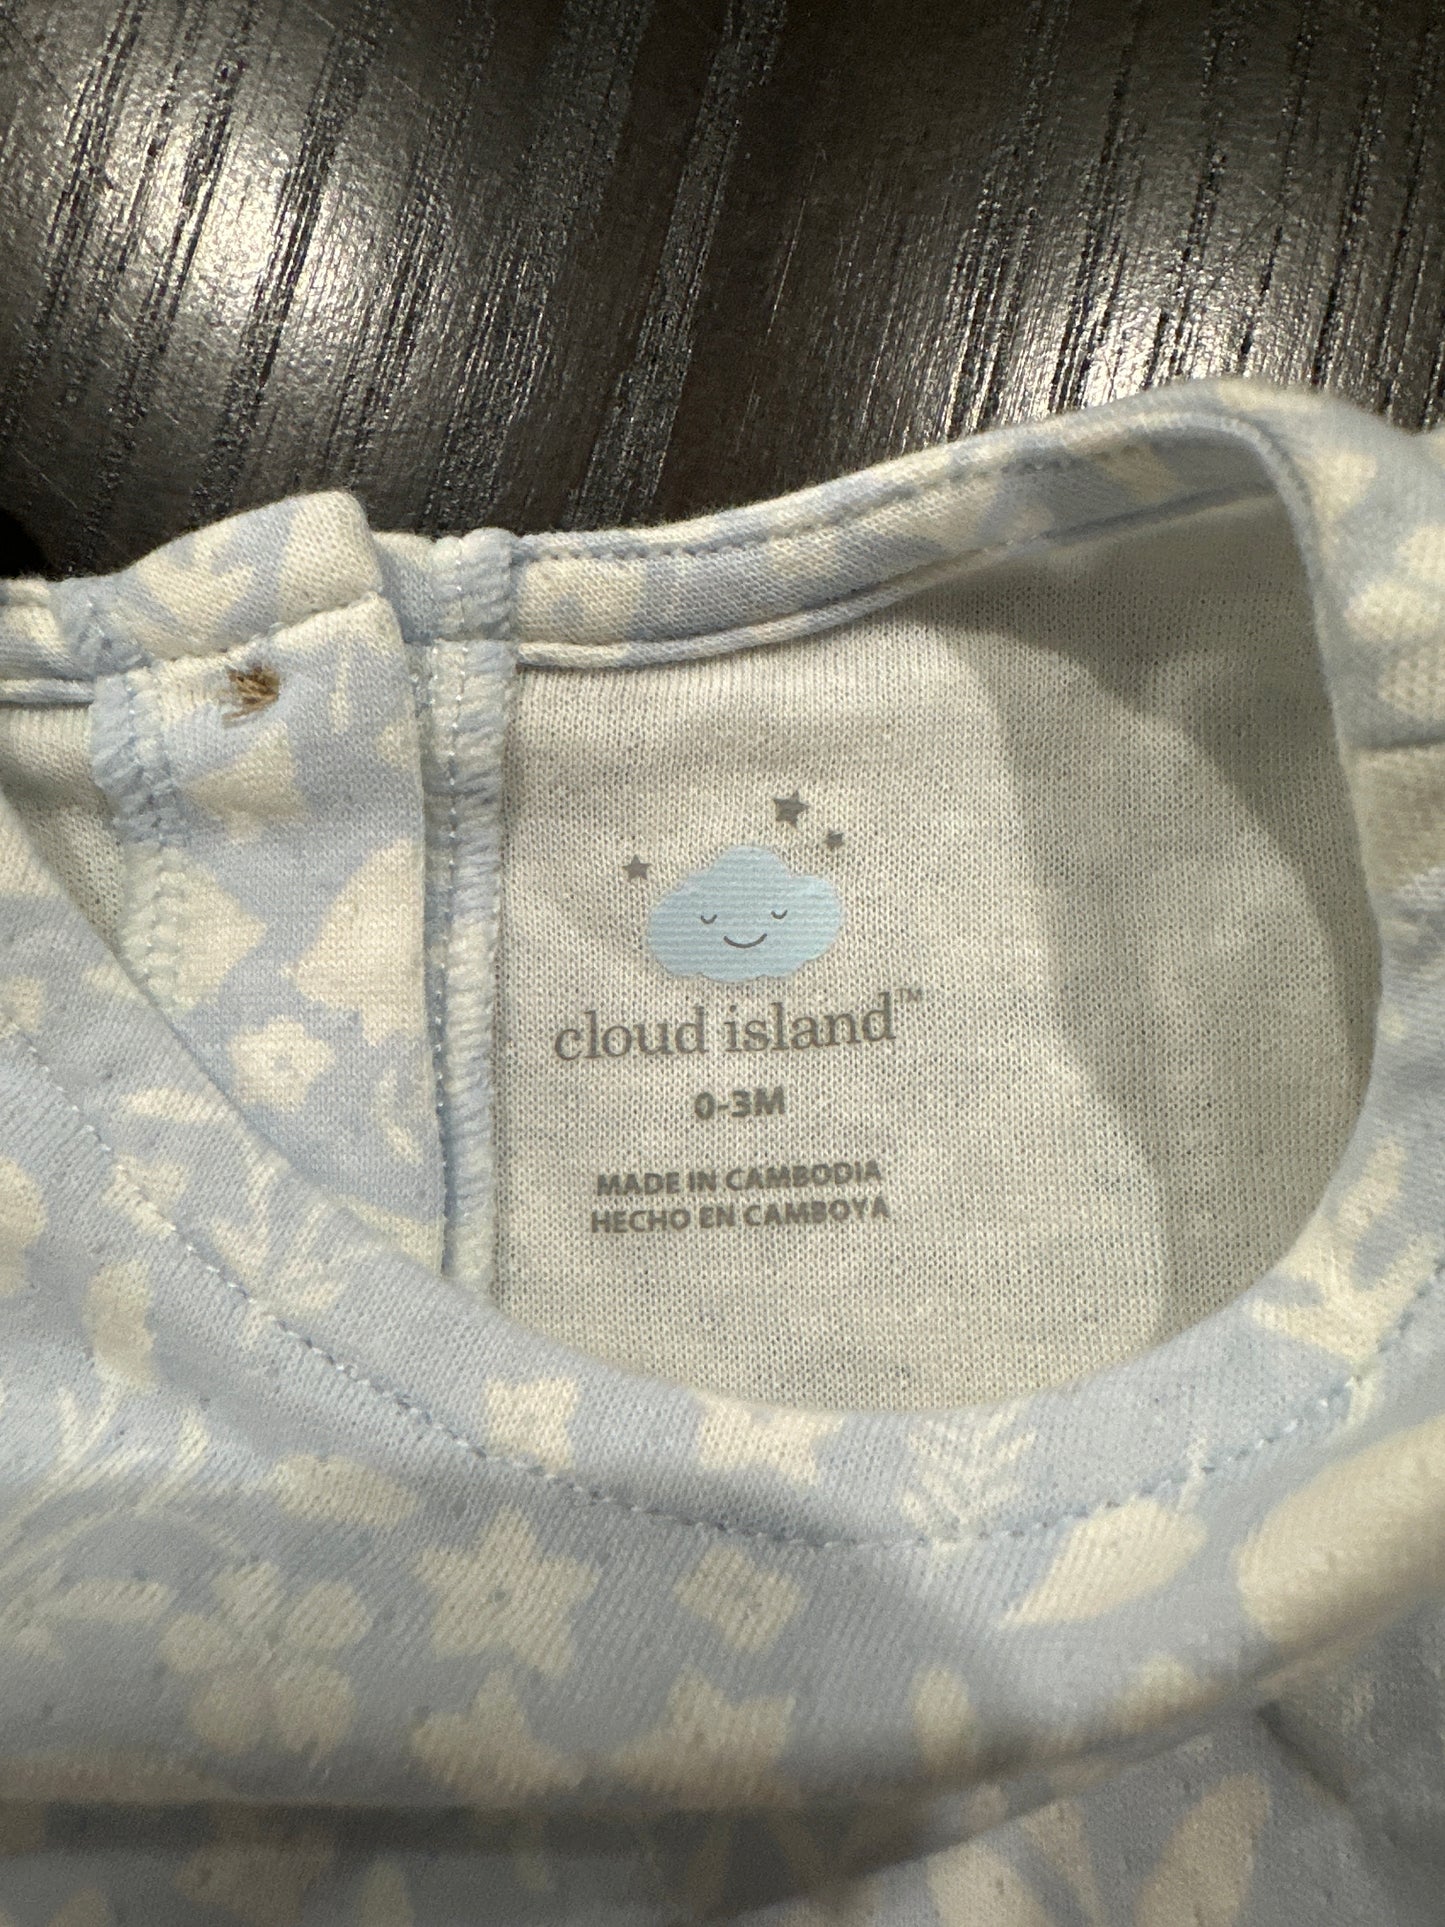 cloud island™
0-3M
MADE IN CAMBODIA
HECHO EN CAMBOYA